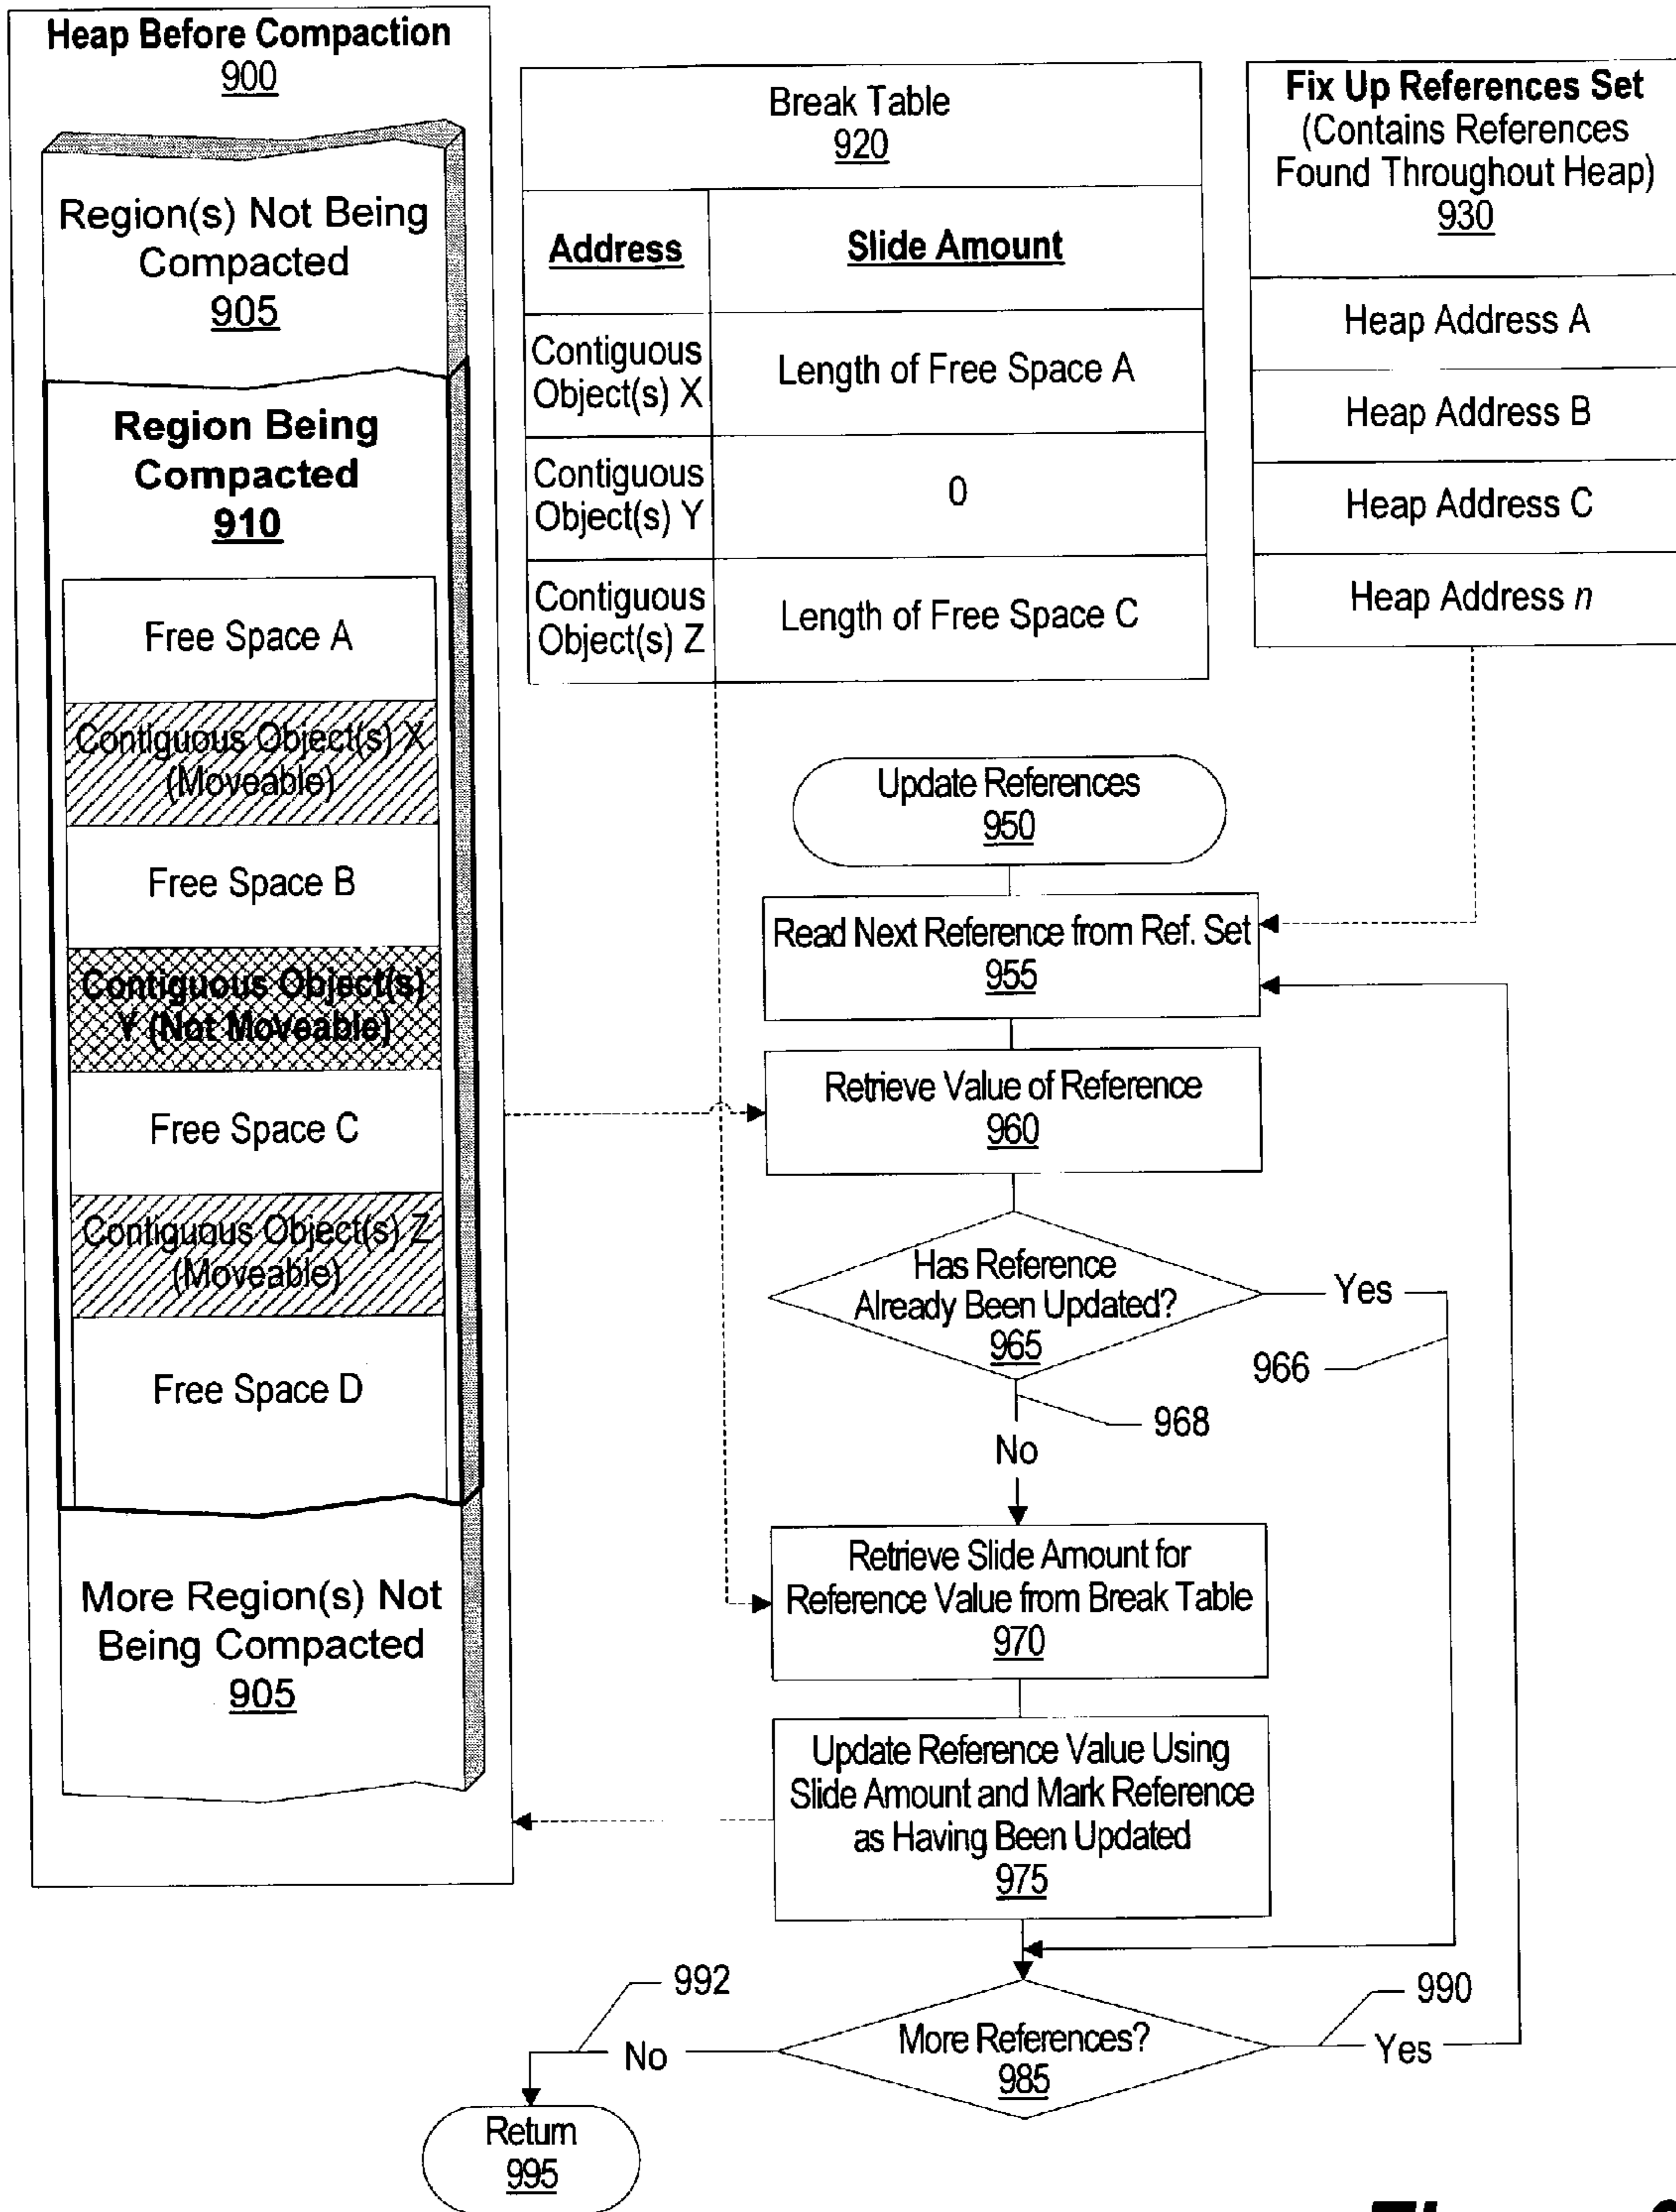 Heap Before Compaction
900
Region(s) Not Being
Compacted
905
Region Being
Compacted
910
Free Space A
Contiguous Object(s) X
(Moveable)
Free Space B
Contiguous Object(s)
Y (Not Moveable)
Free Space C
Contiguous Object(s) Z
(Moveable)
Free Space D
More Region(s) Not
Being Compacted
905
Break Table
920
Address
Slide Amount
Contiguous
Object(s) X
Length of Free Space A
Contiguous
Object(s) Y
0
Contiguous
Object(s) Z
Length of Free Space C
Fix Up References Set
(Contains References
Found Throughout Heap)
930
Heap Address A
Heap Address B
Heap Address C
Heap Address n
Update References
950
Read Next Reference from Ref. Set
955
Retrieve Value of Reference
960
Has Reference
Already Been Updated?
965
Yes
966
968
No
Retrieve Slide Amount for
Reference Value from Break Table
970
Update Reference Value Using
Slide Amount and Mark Reference
as Having Been Updated
975
More References?
985
990
Yes
992
No
Return
995